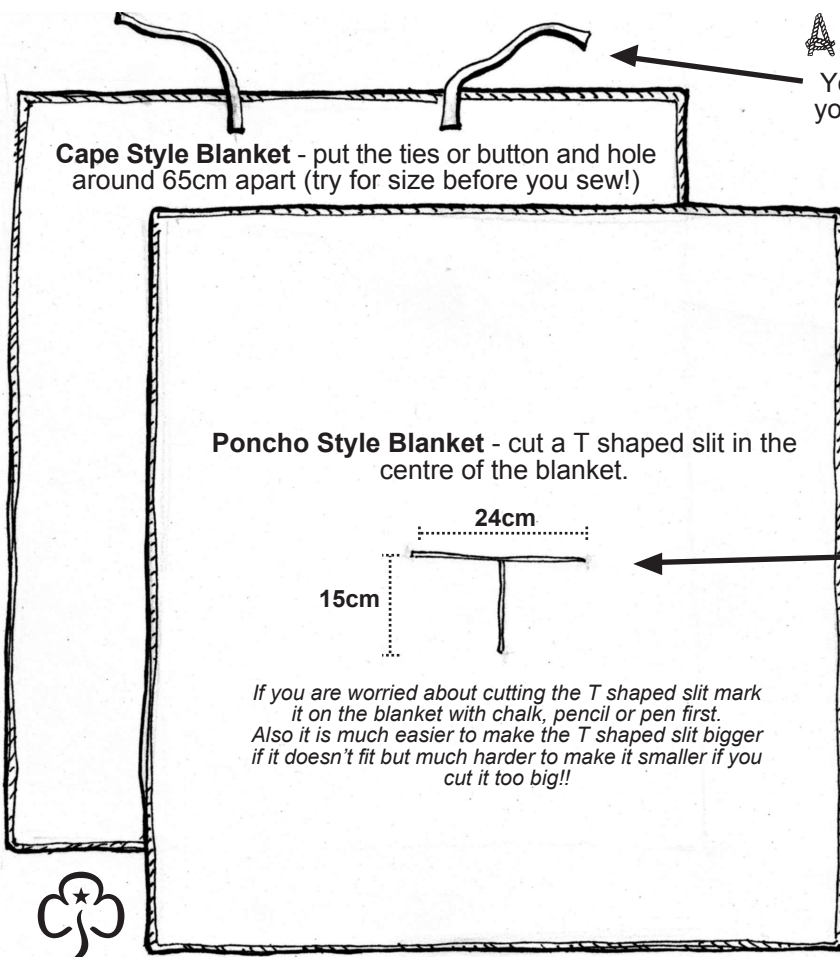 A
Cape Style Blanket - put the ties or button and hole
around 65cm apart (try for size before you sew!)
Poncho Style Blanket - cut a T shaped slit in the
centre of the blanket.
24cm
15cm
If you are worried about cutting the T shaped slit mark
it on the blanket with chalk, pencil or pen first.
Also it is much easier to make the T shaped slit bigger
if it doesn’t fit but much harder to make it smaller if you
cut it too big!!